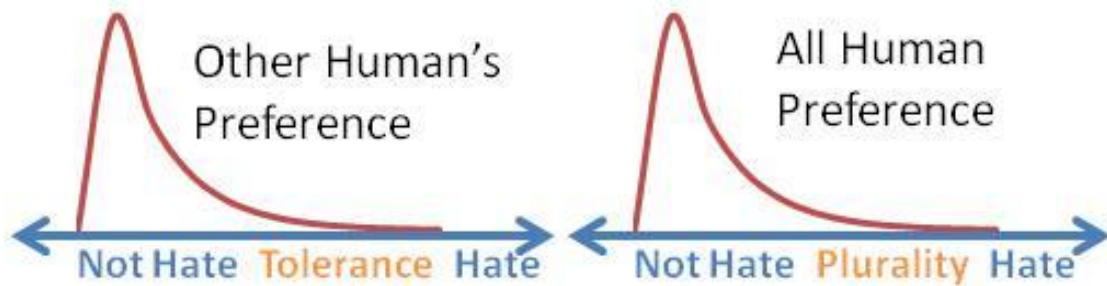 Other Human's
Preference
Not Hate Tolerance Hate
All Human
Preference
Not Hate Plurality Hate